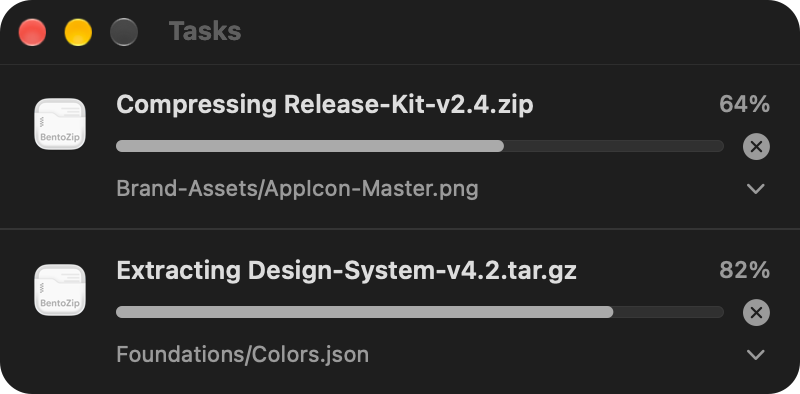 Tasks
Compressing Release-Kit-v2.4.zip
64%
BentoZip
Brand-Assets/AppIcon-Master.png
Extracting Design-System-v4.2.tar.gz
82%
BentoZip
Foundations/Colors.json